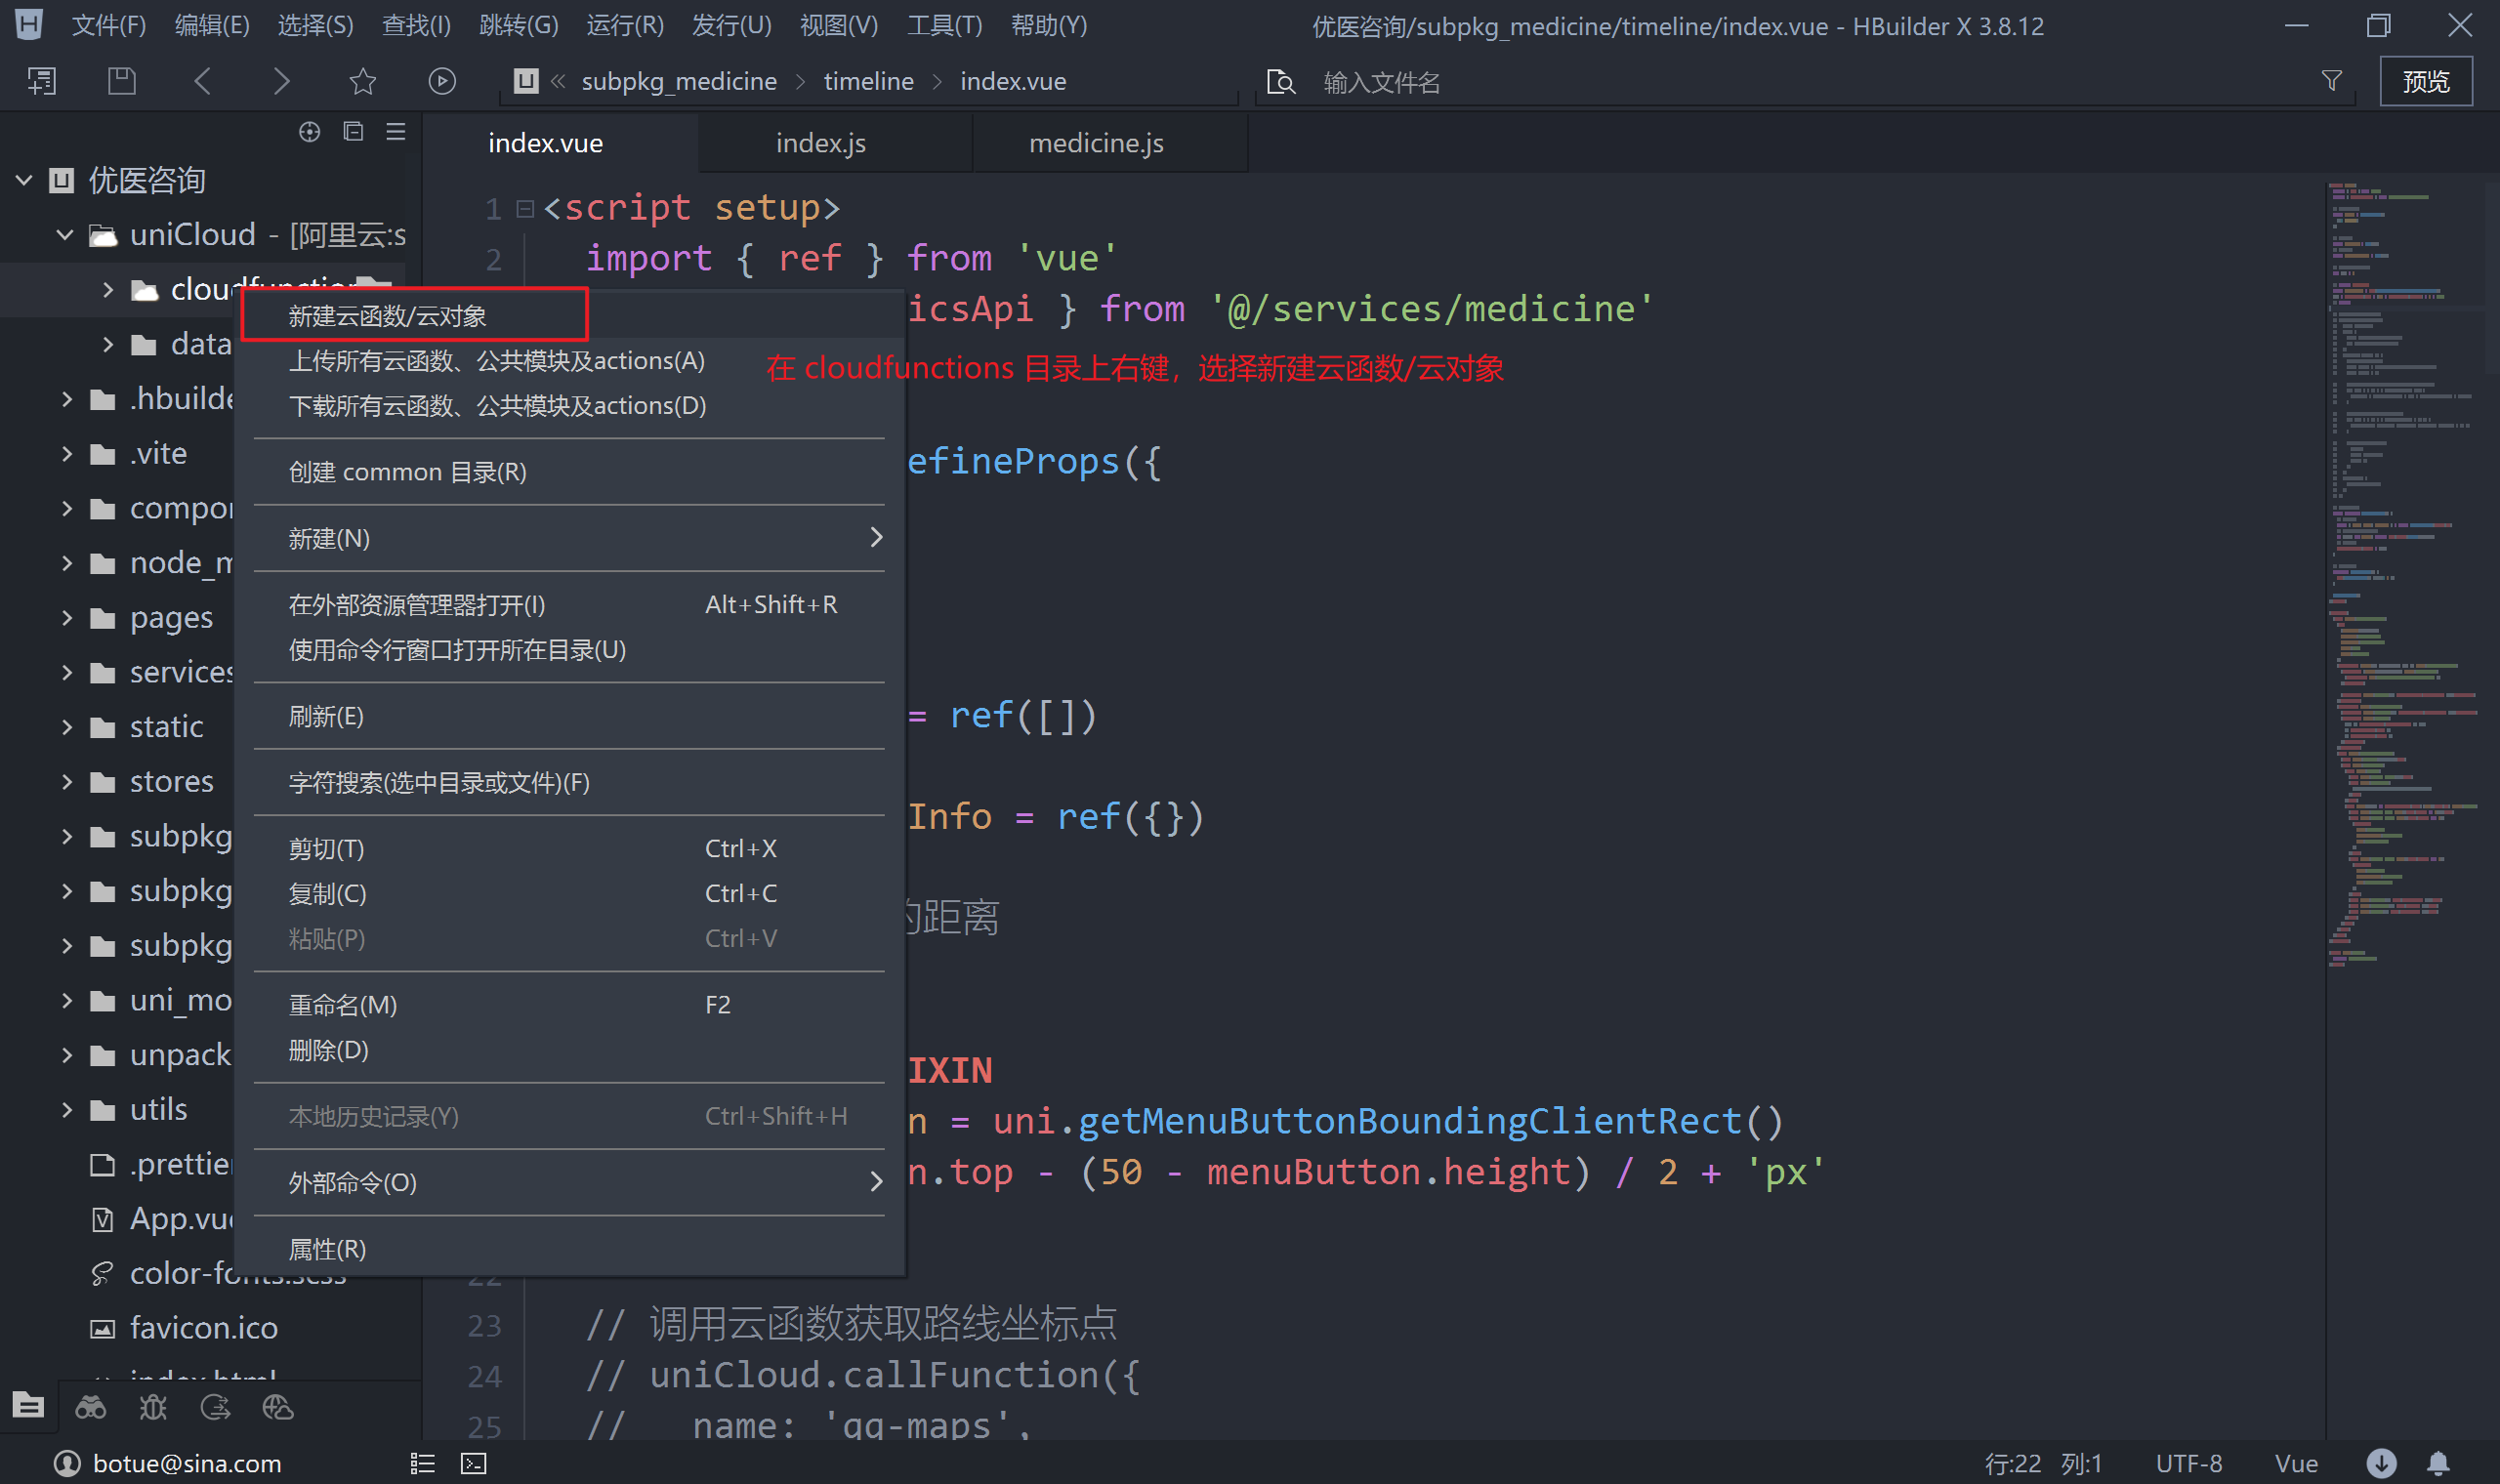 文件(F) 编辑(E) 选择(S) 查找(I) 跳转(G) 运行(R) 发行(U) 视图(V) 工具(T) 帮助(Y) 优医咨询/subpkg_medicine/timeline/index.vue - HBuilder X 3.8.12
subpkg_medicine > timeline > index.vue 输入文件名 预览
index.vue index.js medicine.js
优医咨询
uniCloud - [阿里云:s
cloudfunction
data
.hbuilde
.vite
compor
node_m
pages
services
static
stores
subpkg
subpkg
subpkg
uni_mo
unpack
utils
.prettier
App.vue
color-fonts.scss
favicon.ico
index.html
新建云函数/云对象
上传所有云函数、公共模块及actions(A)
下载所有云函数、公共模块及actions(D)
创建 common 目录(R)
新建(N)
在外部资源管理器打开(I) Alt+Shift+R
使用命令行窗口打开所在目录(U)
刷新(E)
字符搜索(选中目录或文件)(F)
剪切(T) Ctrl+X
复制(C) Ctrl+C
粘贴(P) Ctrl+V
重命名(M) F2
删除(D)
本地历史记录(Y) Ctrl+Shift+H
外部命令(O)
属性(R)
在 cloudfunctions 目录上右键，选择新建云函数/云对象
1 <script setup>
2 import { ref } from 'vue'
icsApi } from '@/services/medicine'
efineProps({
= ref([])
Info = ref({})
的距离
IXIN
n = uni.getMenuButtonBoundingClientRect()
n.top - (50 - menuButton.height) / 2 + 'px'
22
23 // 调用云函数获取路线坐标点
24 // uniCloud.callFunction({
25 // name: 'qq-maps',
botue@sina.com 行:22 列:1 UTF-8 Vue